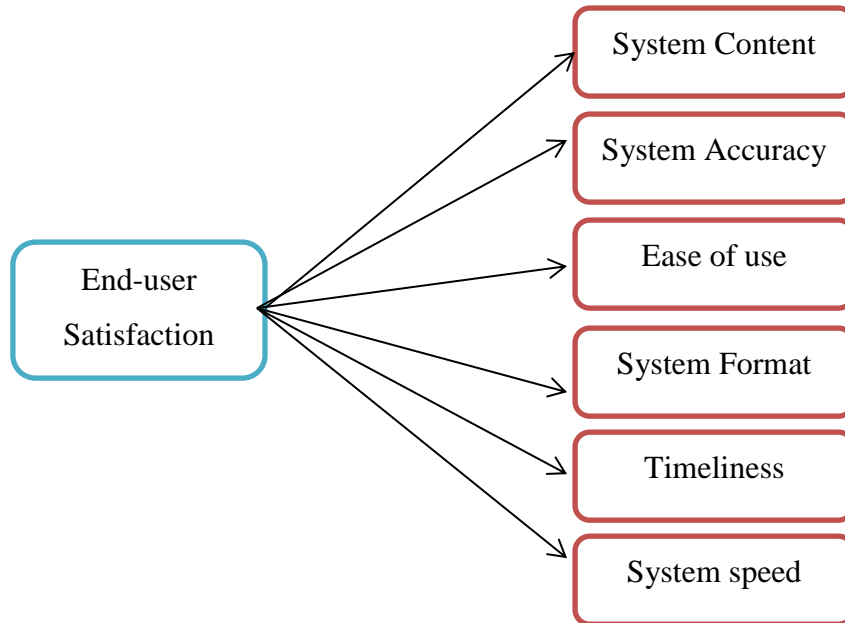 System Content
System Accuracy
Ease of use
End-user
Satisfaction
System Format
Timeliness
System speed